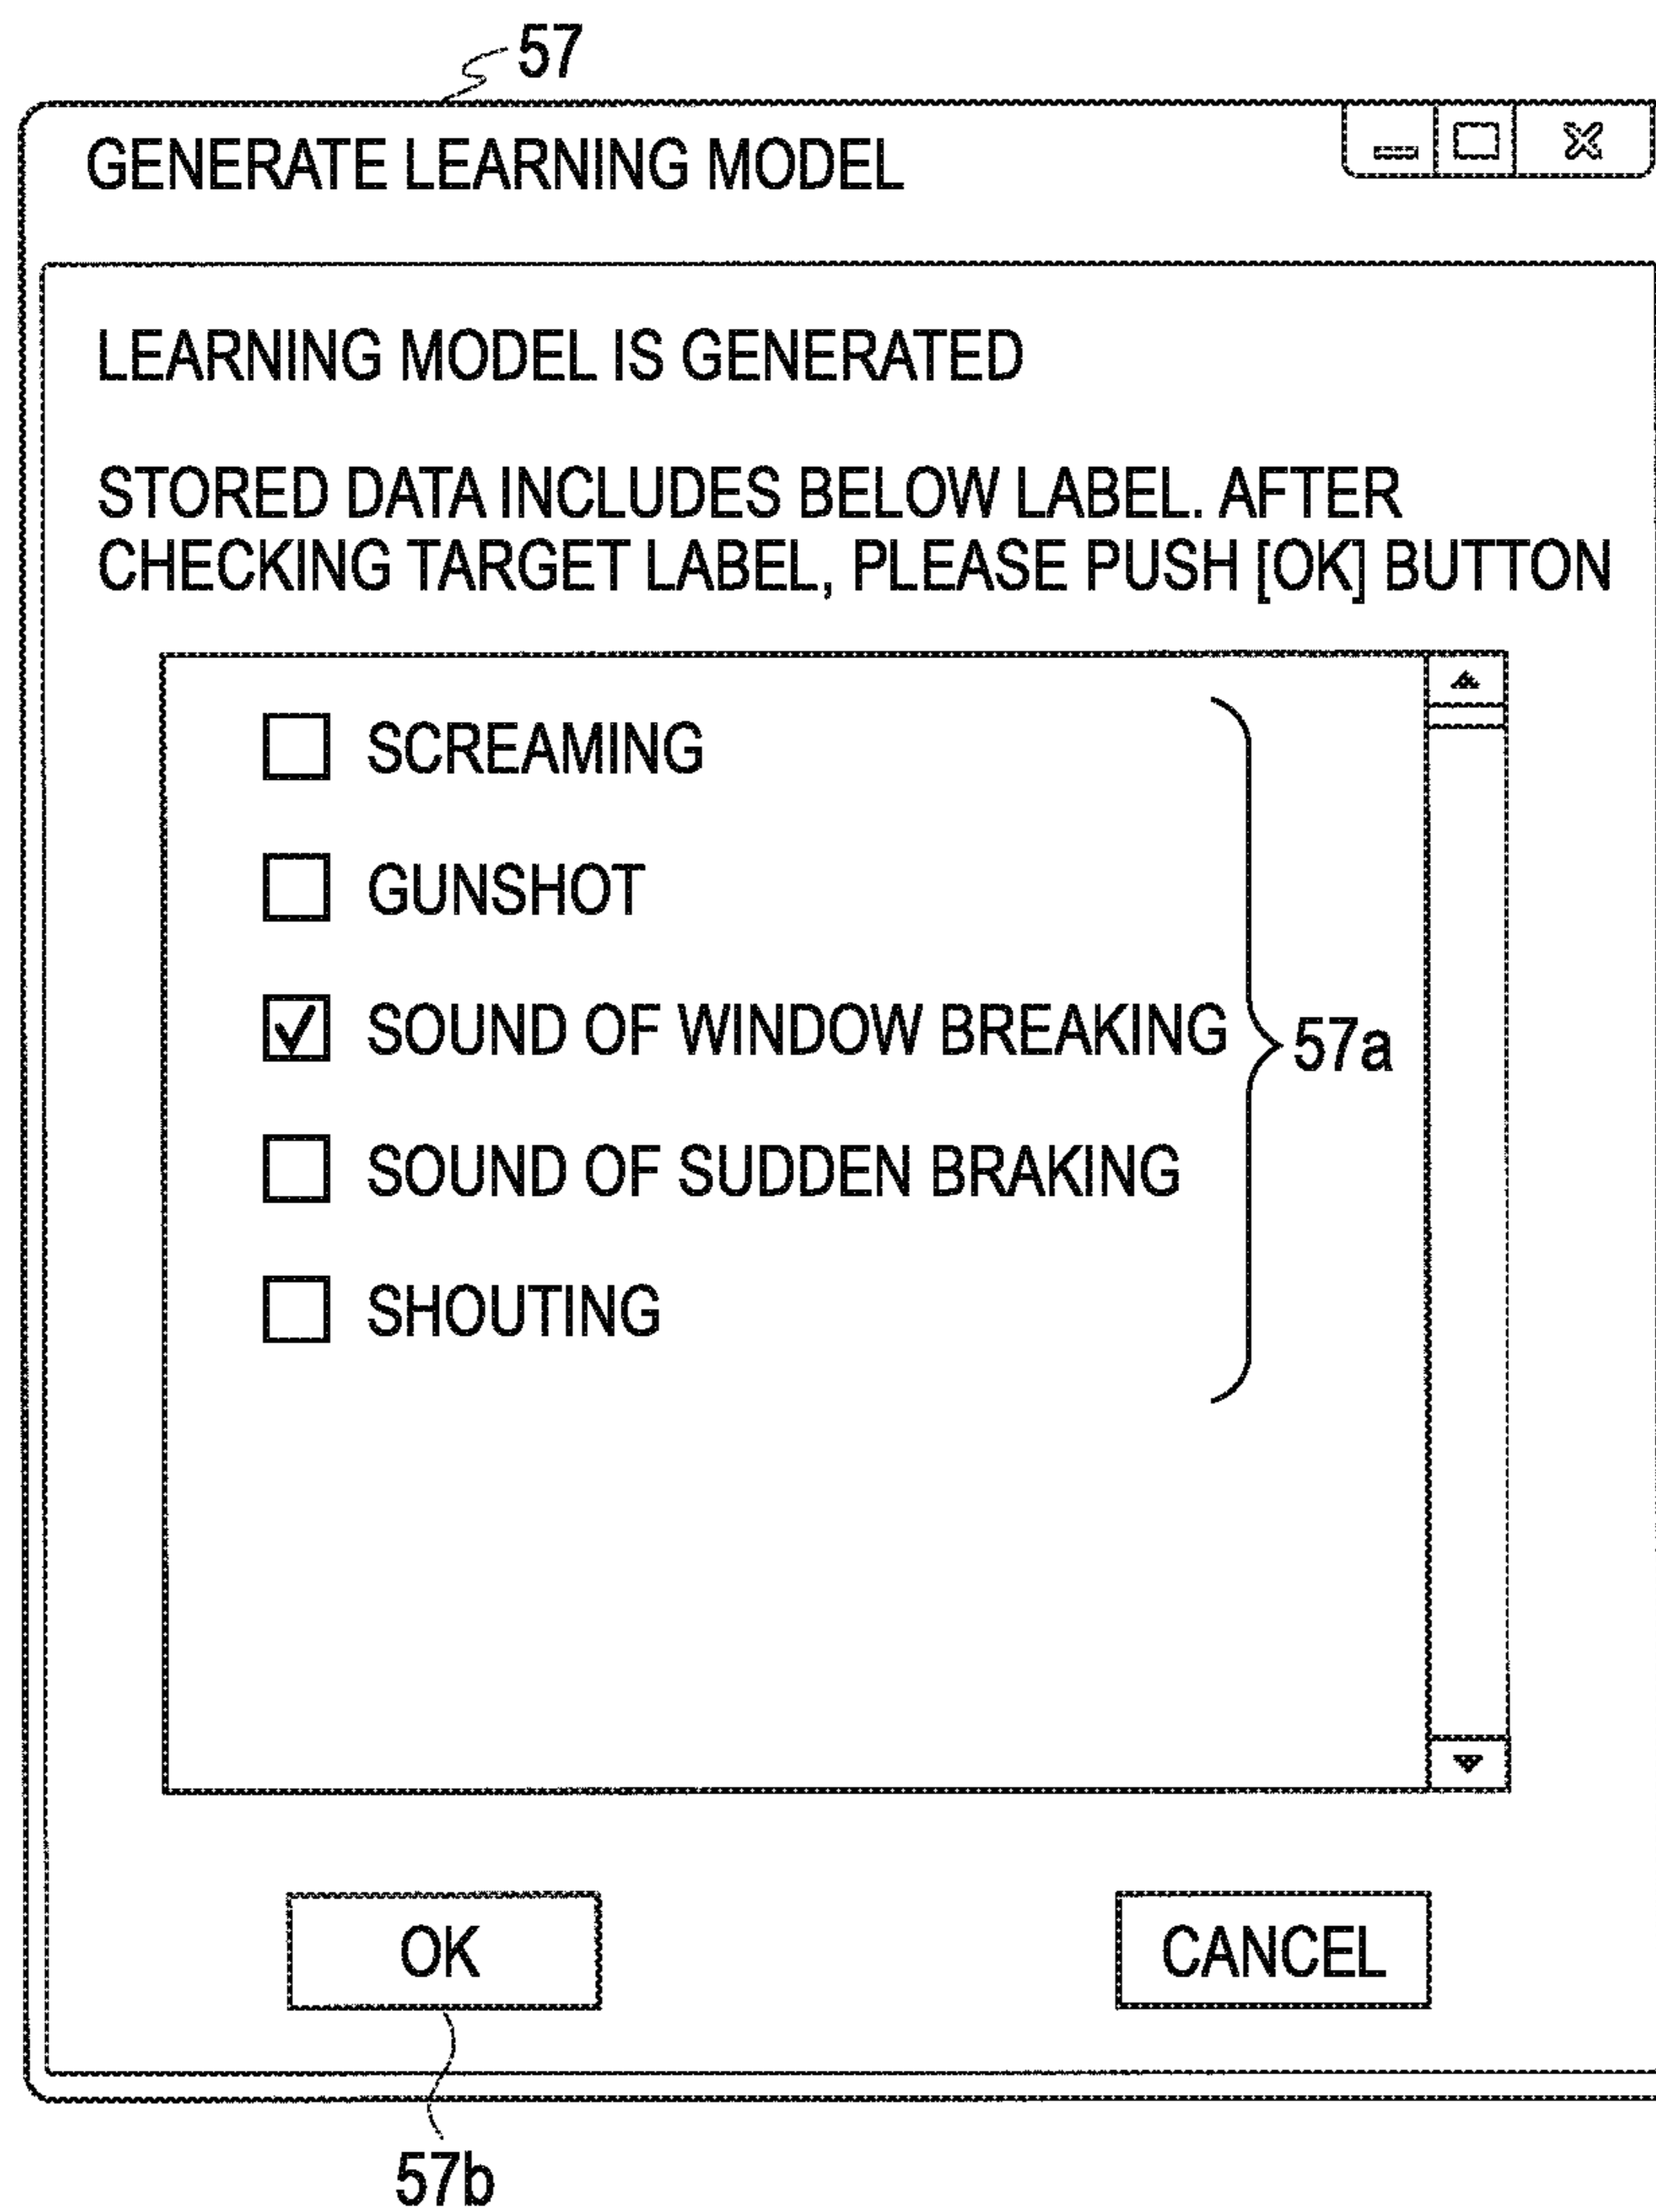 57
GENERATE LEARNING MODEL
LEARNING MODEL IS GENERATED
STORED DATA INCLUDES BELOW LABEL. AFTER
CHECKING TARGET LABEL, PLEASE PUSH [OK] BUTTON
SCREAMING
GUNSHOT
SOUND OF WINDOW BREAKING
57a
SOUND OF SUDDEN BRAKING
SHOUTING
OK
CANCEL
57b